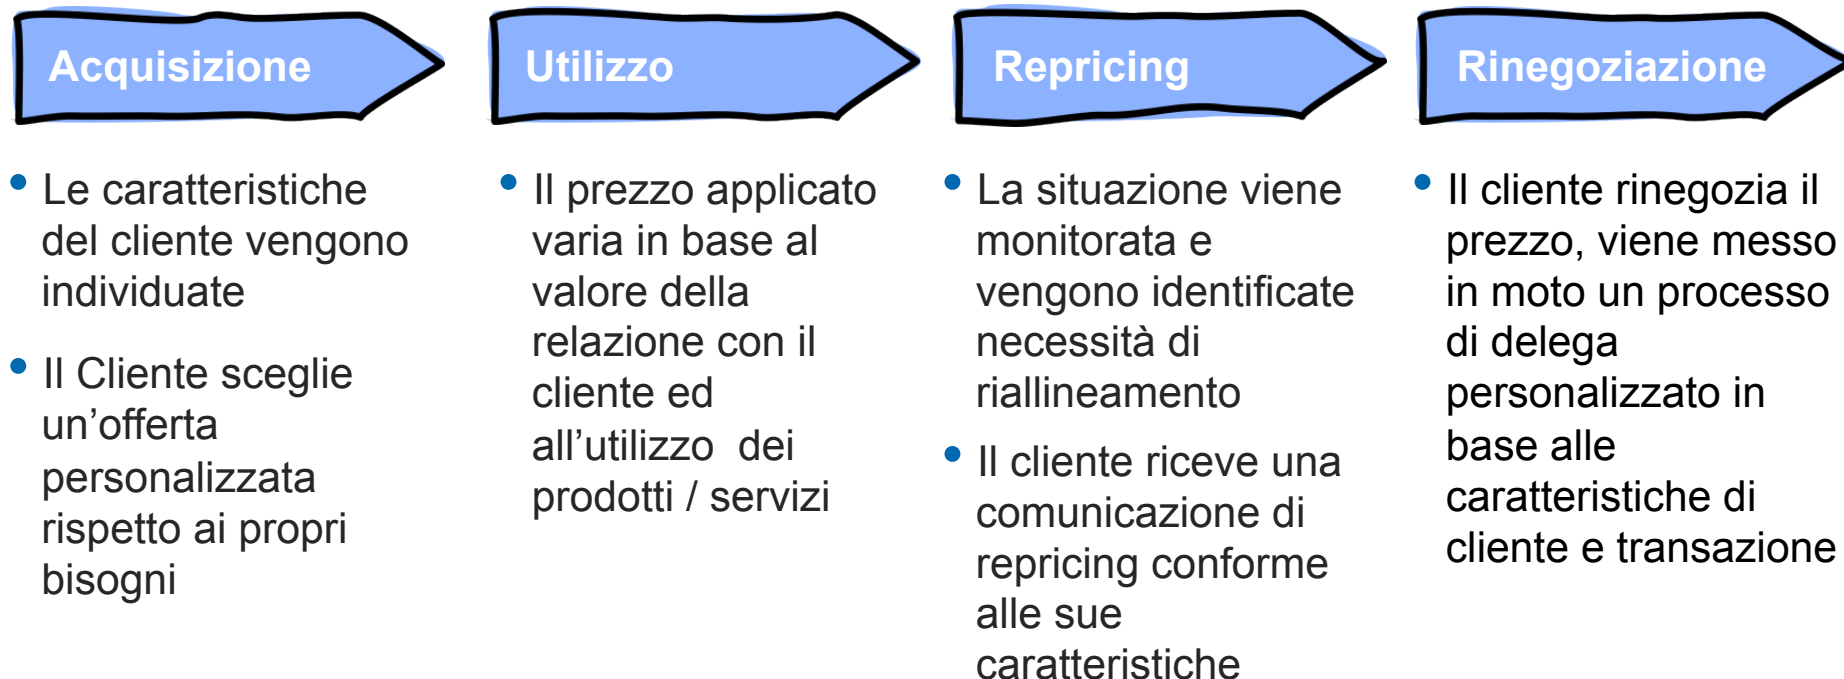 Acquisizione
Utilizzo
Repricing
Rinegoziazione
• Le caratteristiche
del cliente vengono
individuate
• Il Cliente sceglie
un’offerta
personalizzata
rispetto ai propri
bisogni
• Il prezzo applicato
varia in base al
valore della
relazione con il
cliente ed
all’utilizzo  dei
prodotti / servizi
• La situazione viene
monitorata e
vengono identificate
necessità di
riallineamento
• Il cliente riceve una
comunicazione di
repricing conforme
alle sue
caratteristiche
• Il cliente rinegozia il
prezzo, viene messo
in moto un processo
di delega
personalizzato in
base alle
caratteristiche di
cliente e transazione